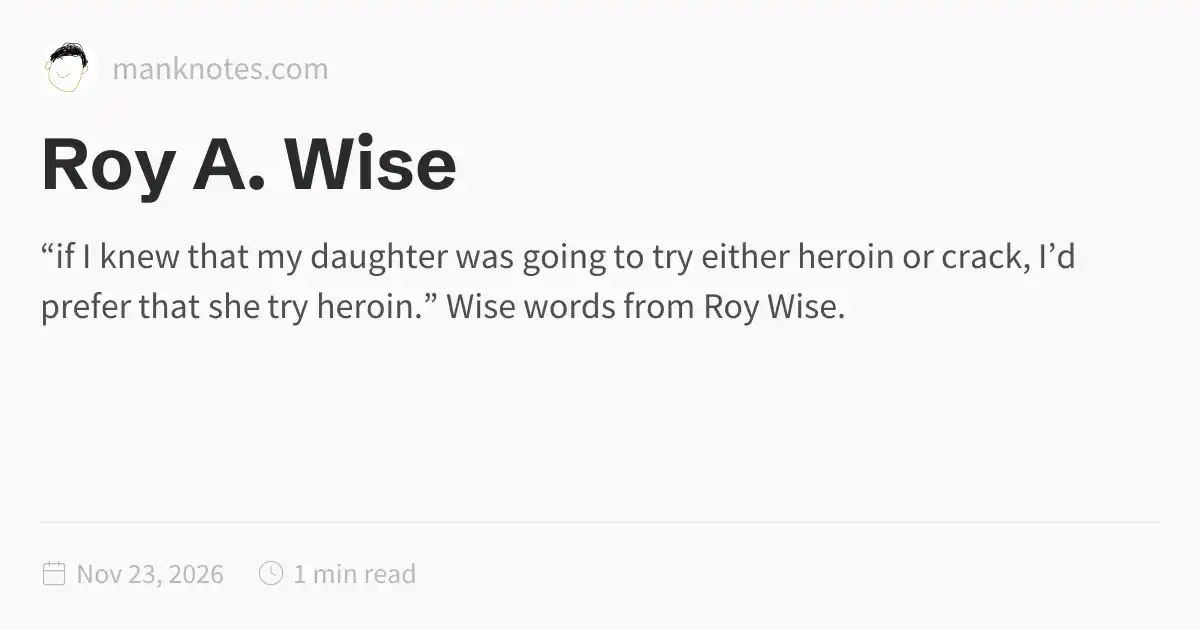 manknotes.com
Roy A. Wise
“if I knew that my daughter was going to try either heroin or crack, I’d
prefer that she try heroin.” Wise words from Roy Wise.
Nov 23, 2026
1 min read